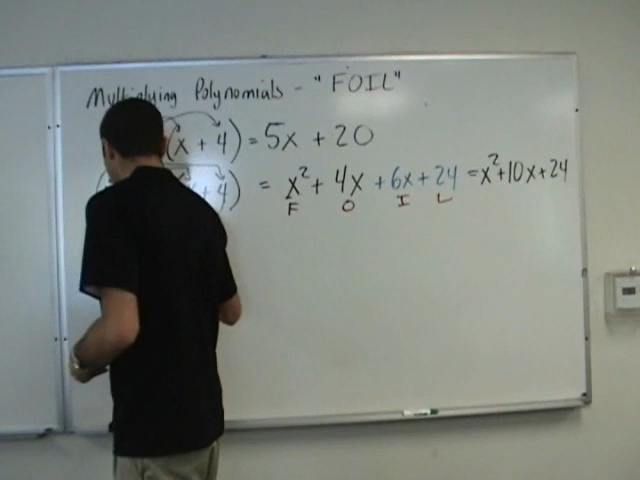 Multiplying Polynomials - "FOIL"
(x + 4) = 5x + 20
+ 4) = x² + 4x + 6x + 24 = x² + 10x + 24
F O I L